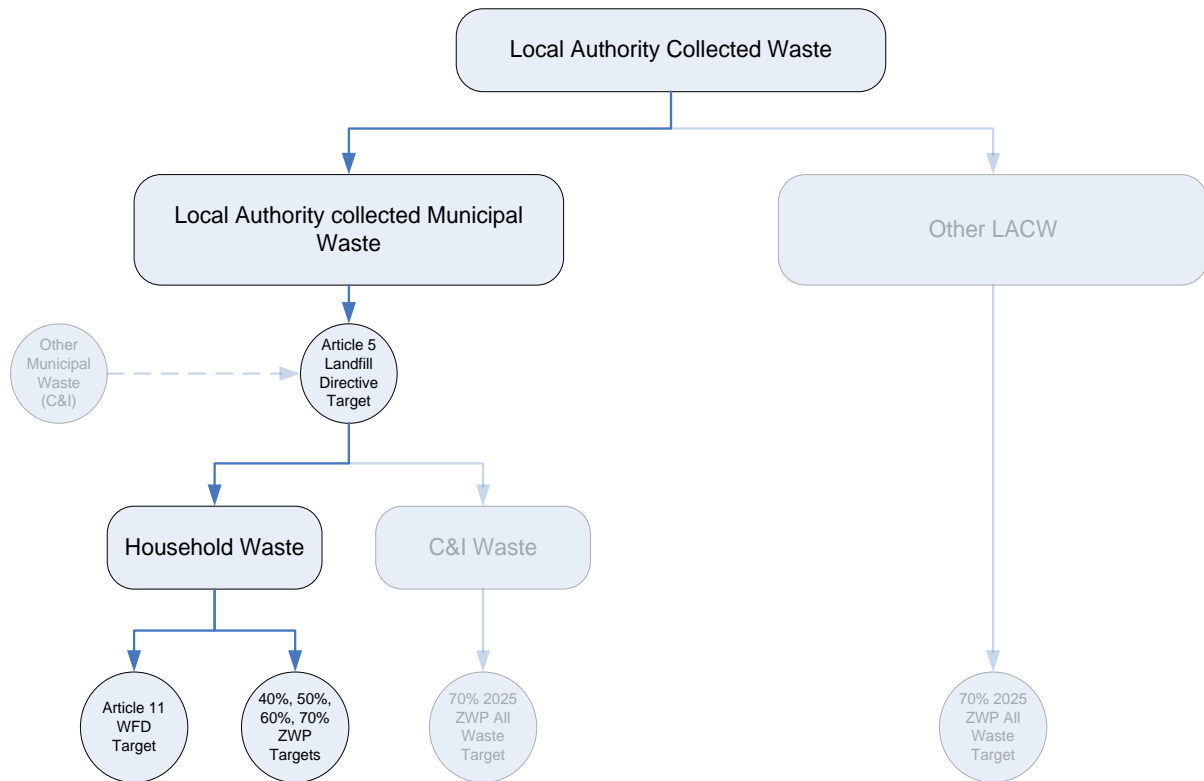 Local Authority Collected Waste
Local Authority collected Municipal
Waste
Other LACW
Other
Municipal
Waste
(C&I)
Article 5
Landfill
Directive
Target
Household Waste
C&I Waste
Article 11
WFD
Target
40%, 50%,
60%, 70%
ZWP
Targets
70% 2025
ZWP All
Waste
Target
70% 2025
ZWP All
Waste
Target